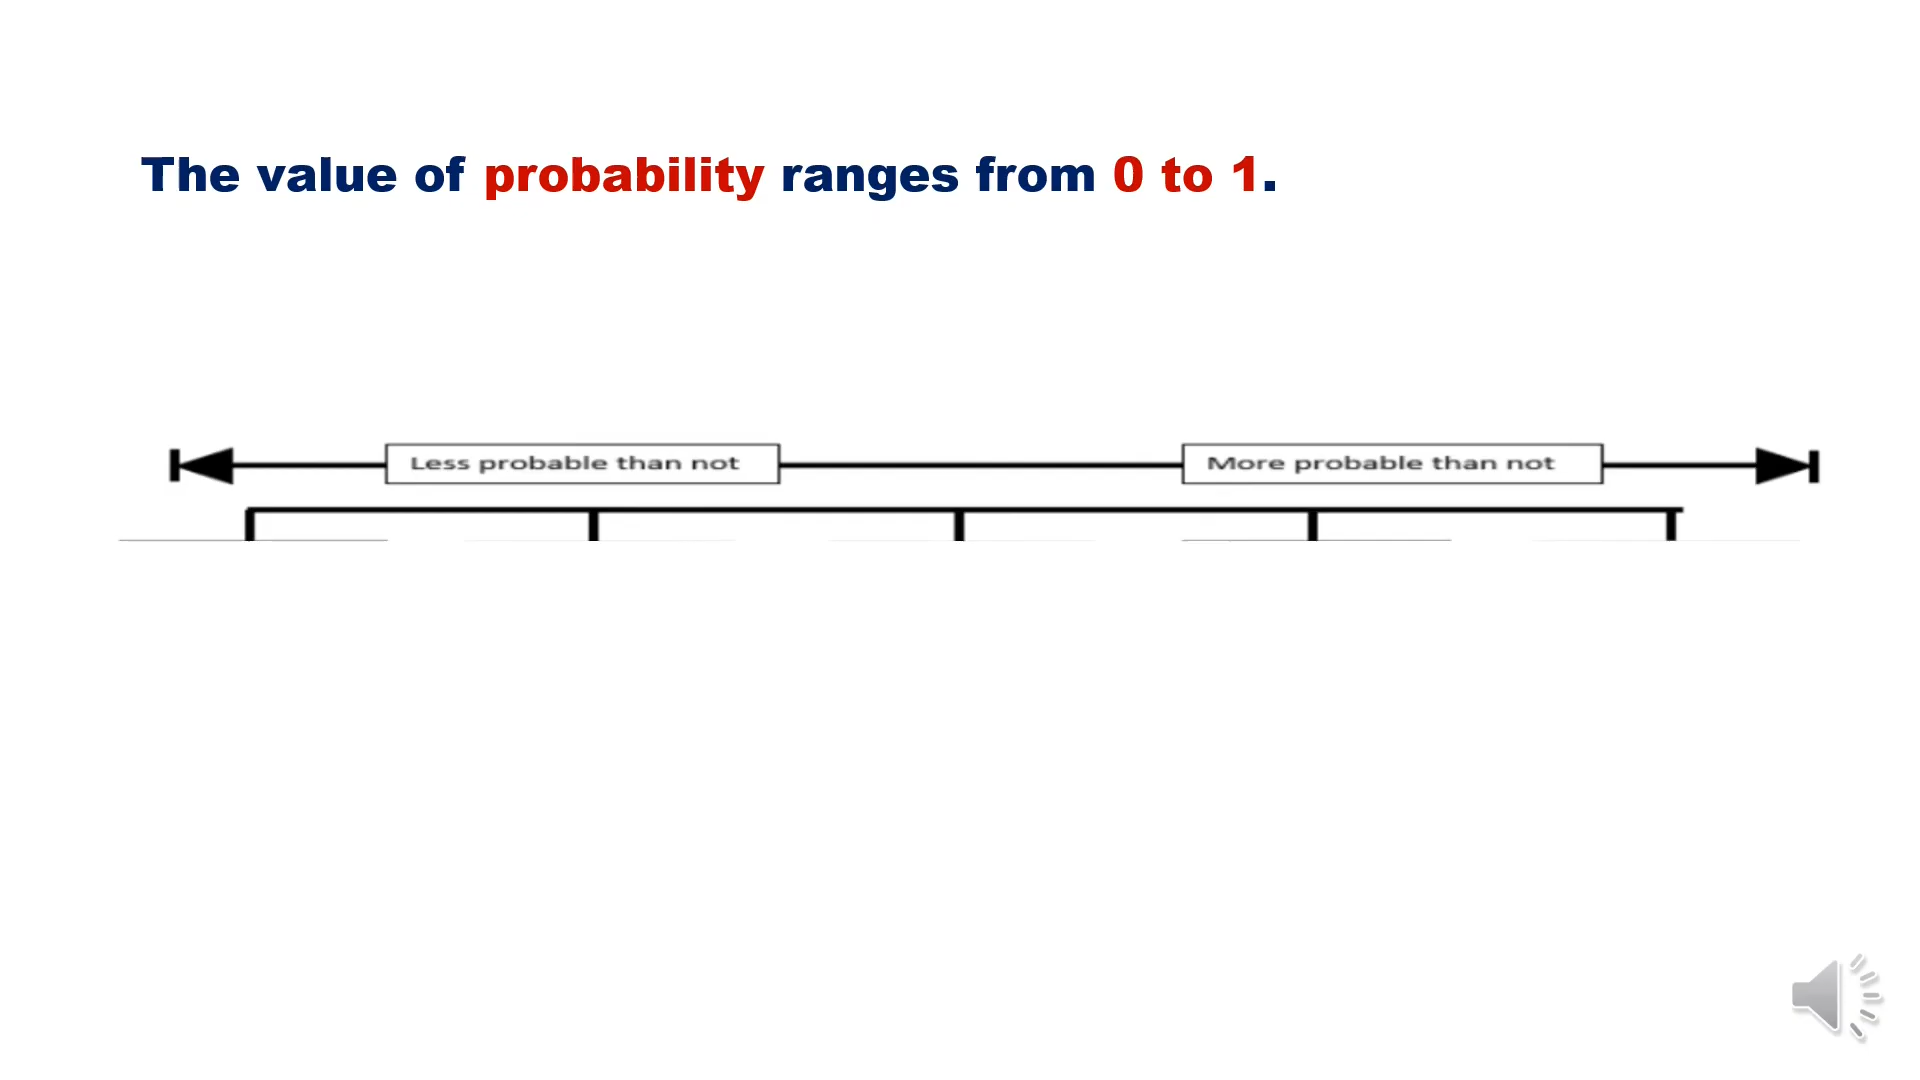 The value of probability ranges from 0 to 1.
Less probable than not
More probable than not